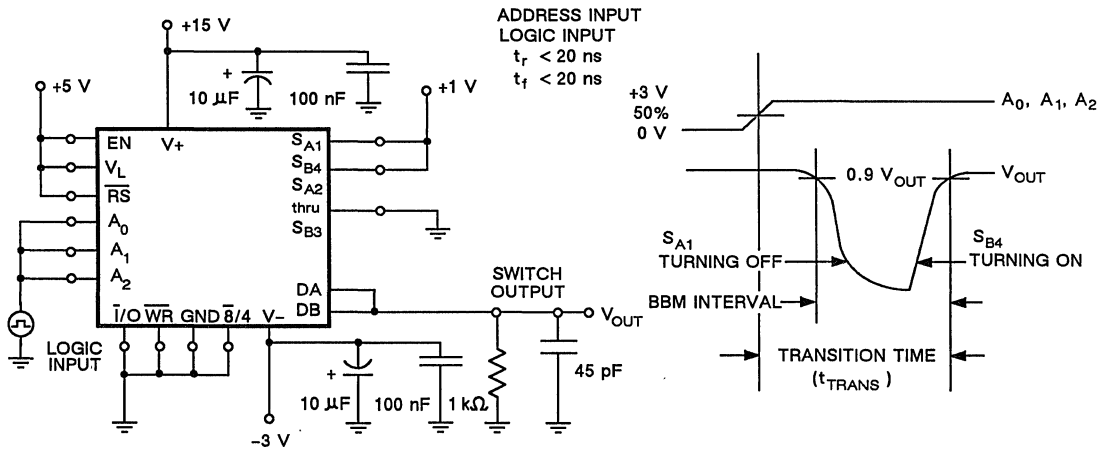 ADDRESS INPUT
LOGIC INPUT
tr < 20 ns
tf < 20 ns
+15 V
+
10 µF
100 nF
+5 V
+1 V
V+
EN
VL
R̅S̅
A0
A1
A2
SA1
SB4
SA2
thru
SB3
DA
DB
I̅/O W̅R̅ GND 8̅/4 V−
LOGIC
INPUT
SWITCH
OUTPUT
VOUT
+
10 µF
100 nF
1 kΩ
45 pF
−3 V
+3 V
50%
0 V
A0, A1, A2
0.9 VOUT
VOUT
SA1
TURNING OFF
SB4
TURNING ON
BBM INTERVAL
TRANSITION TIME
(tTRANS)